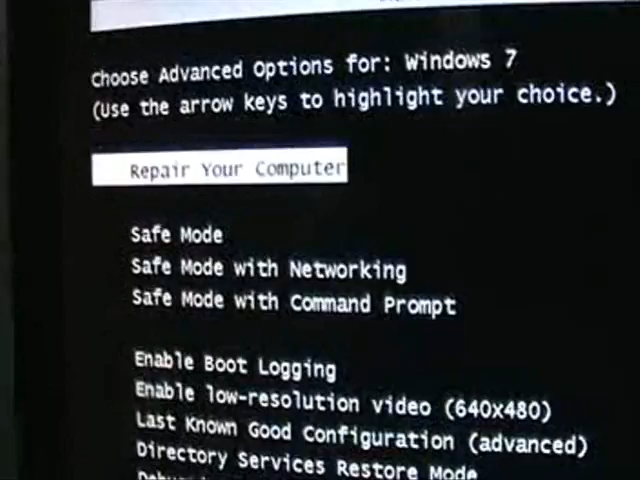 Choose Advanced Options for: Windows 7
(Use the arrow keys to highlight your choice.)
Repair Your Computer
Safe Mode
Safe Mode with Networking
Safe Mode with Command Prompt
Enable Boot Logging
Enable low-resolution video (640x480)
Last Known Good Configuration (advanced)
Directory Services Restore Mode